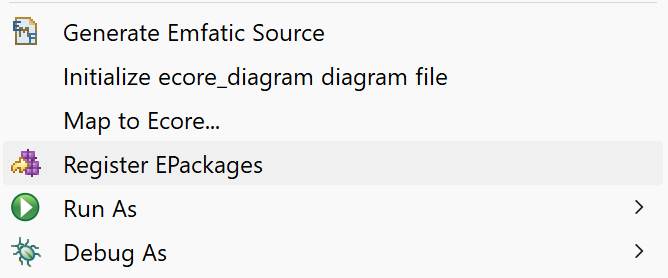 Generate Emfatic Source
Initialize ecore_diagram diagram file
Map to Ecore...
Register EPackages
Run As
Debug As